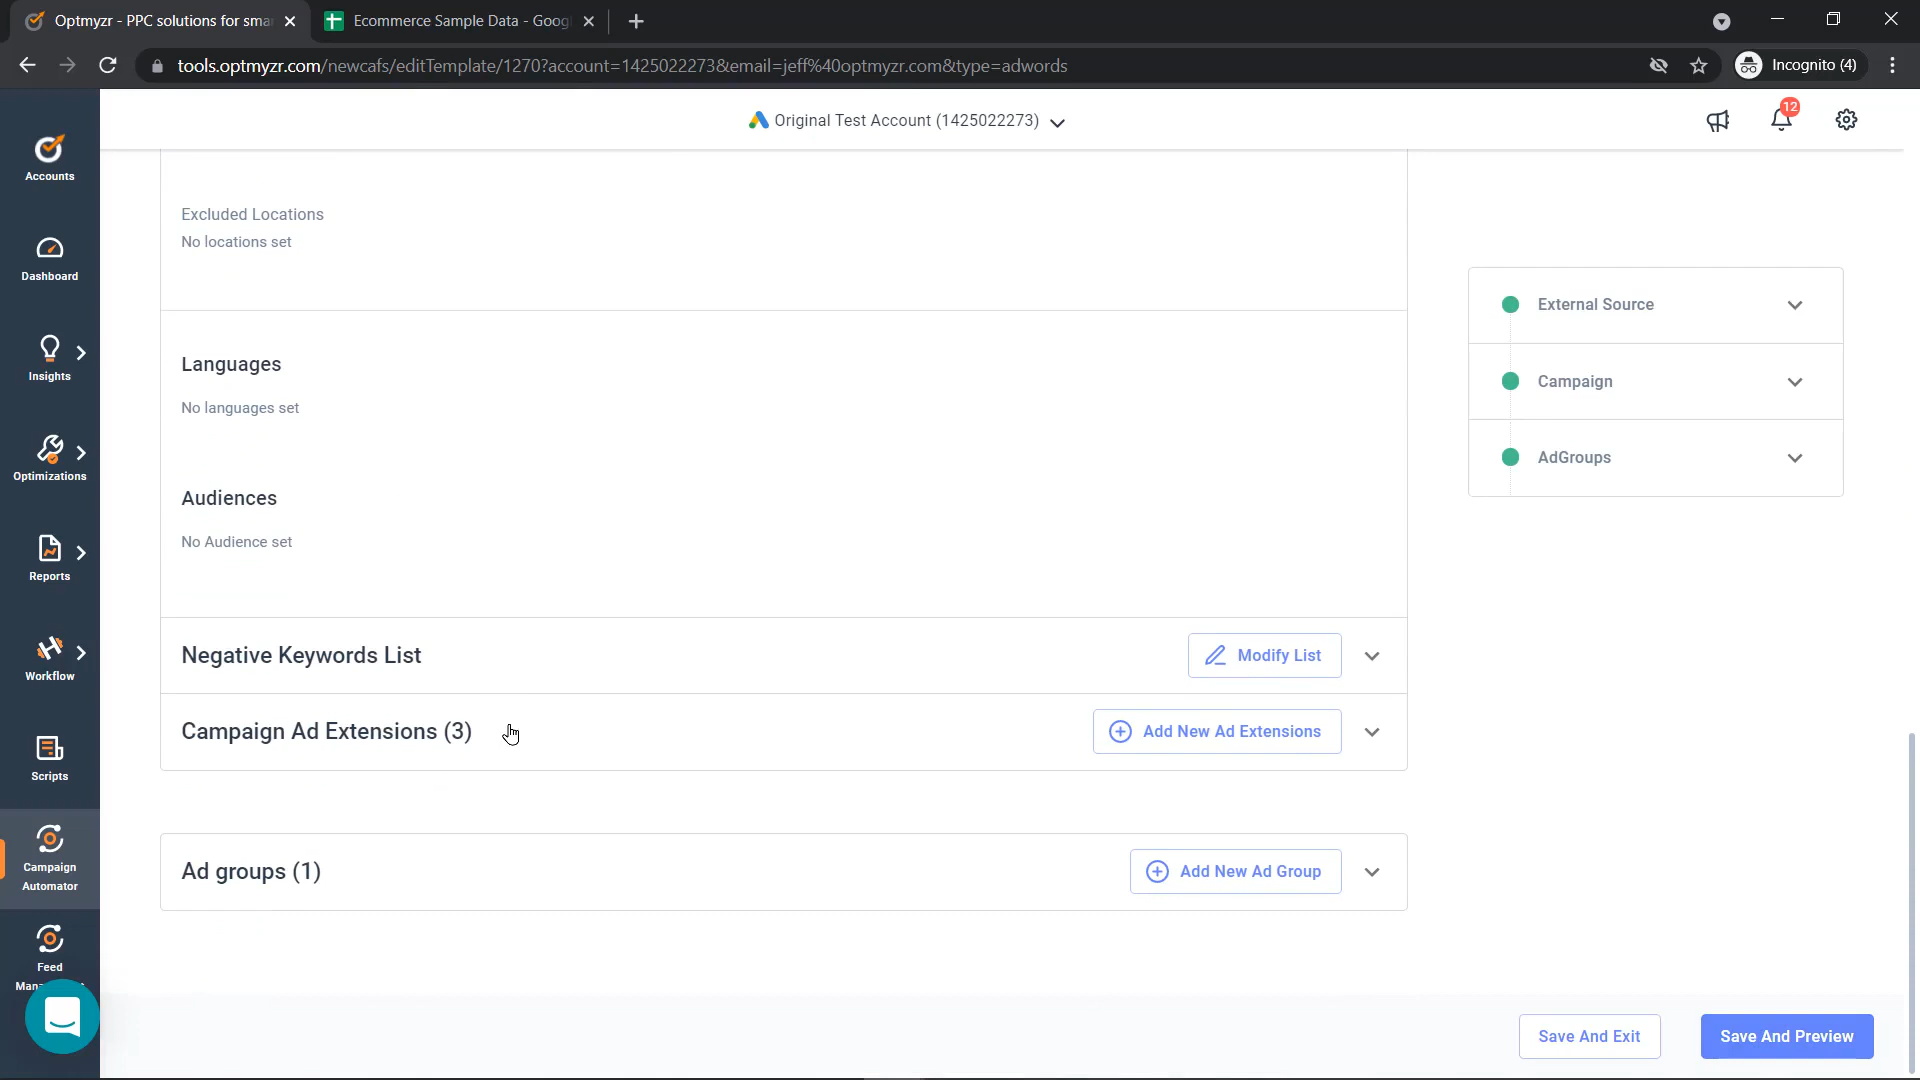 Optmyzr - PPC solutions for sma
Ecommerce Sample Data - Goog
tools.optmyzr.com/newcafs/editTemplate/1270?account=1425022273&email=jeff%40optmyzr.com&type=adwords
Incognito (4)
Original Test Account (1425022273)
12
Accounts
Dashboard
Insights
Optimizations
Reports
Workflow
Scripts
Campaign
Automator
Feed
Excluded Locations
No locations set
Languages
No languages set
Audiences
No Audience set
Negative Keywords List
Modify List
Campaign Ad Extensions (3)
Add New Ad Extensions
Ad groups (1)
Add New Ad Group
External Source
Campaign
AdGroups
Save And Exit
Save And Preview